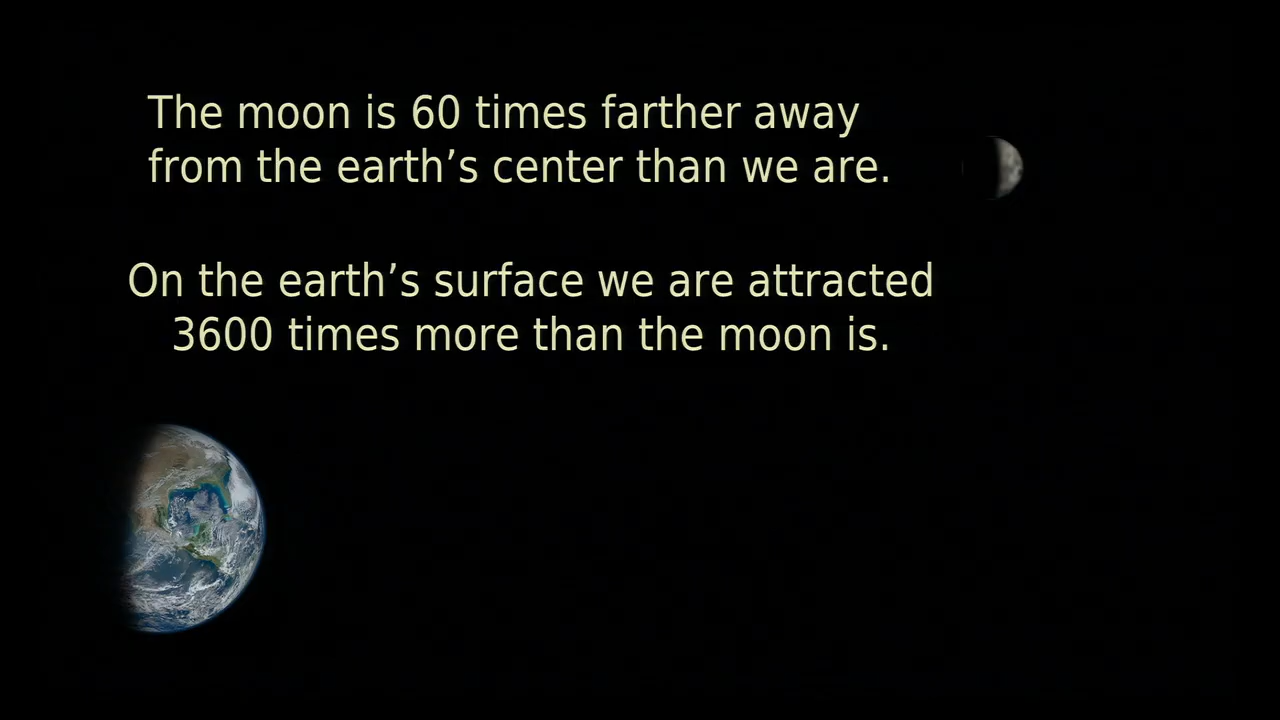 The moon is 60 times farther away
from the earth’s center than we are.
On the earth’s surface we are attracted
3600 times more than the moon is.